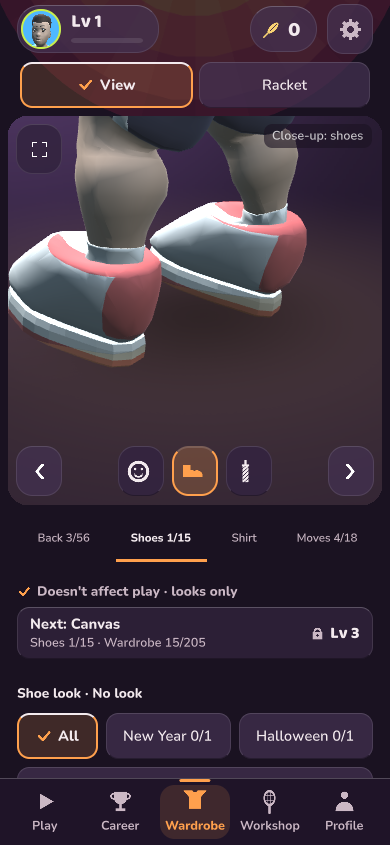 Lv 1
0
View
Racket
Close-up: shoes
Back 3/56
Shoes 1/15
Shirt
Moves 4/18
Doesn't affect play · looks only
Next: Canvas
Shoes 1/15 · Wardrobe 15/205
Lv 3
Shoe look · No look
All
New Year 0/1
Halloween 0/1
Play
Career
Wardrobe
Workshop
Profile